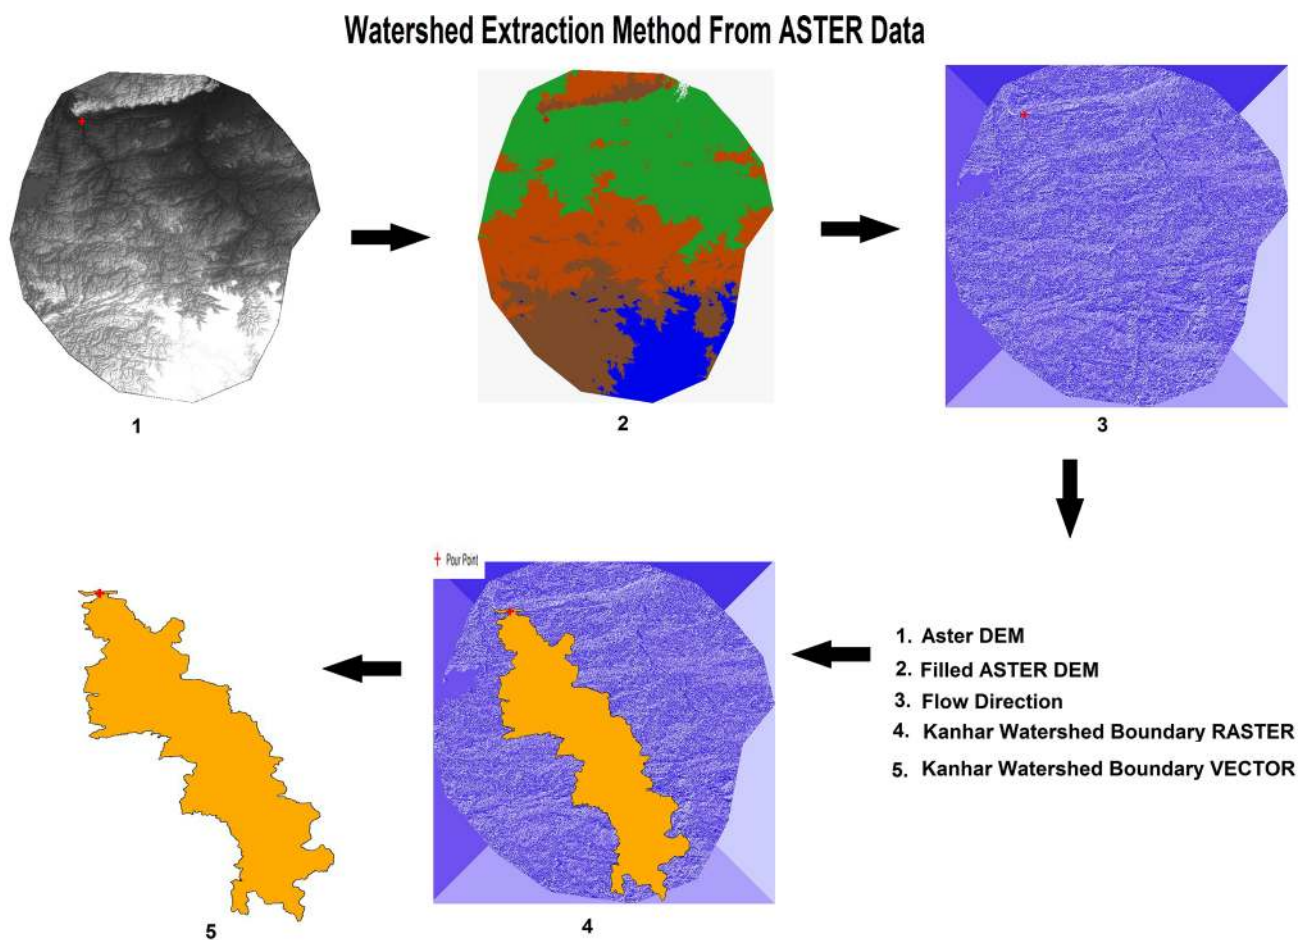 Watershed Extraction Method From ASTER Data
1
2
3
Pour Point
1. Aster DEM
2. Filled ASTER DEM
3. Flow Direction
4. Kanhar Watershed Boundary RASTER
5. Kanhar Watershed Boundary VECTOR
5
4